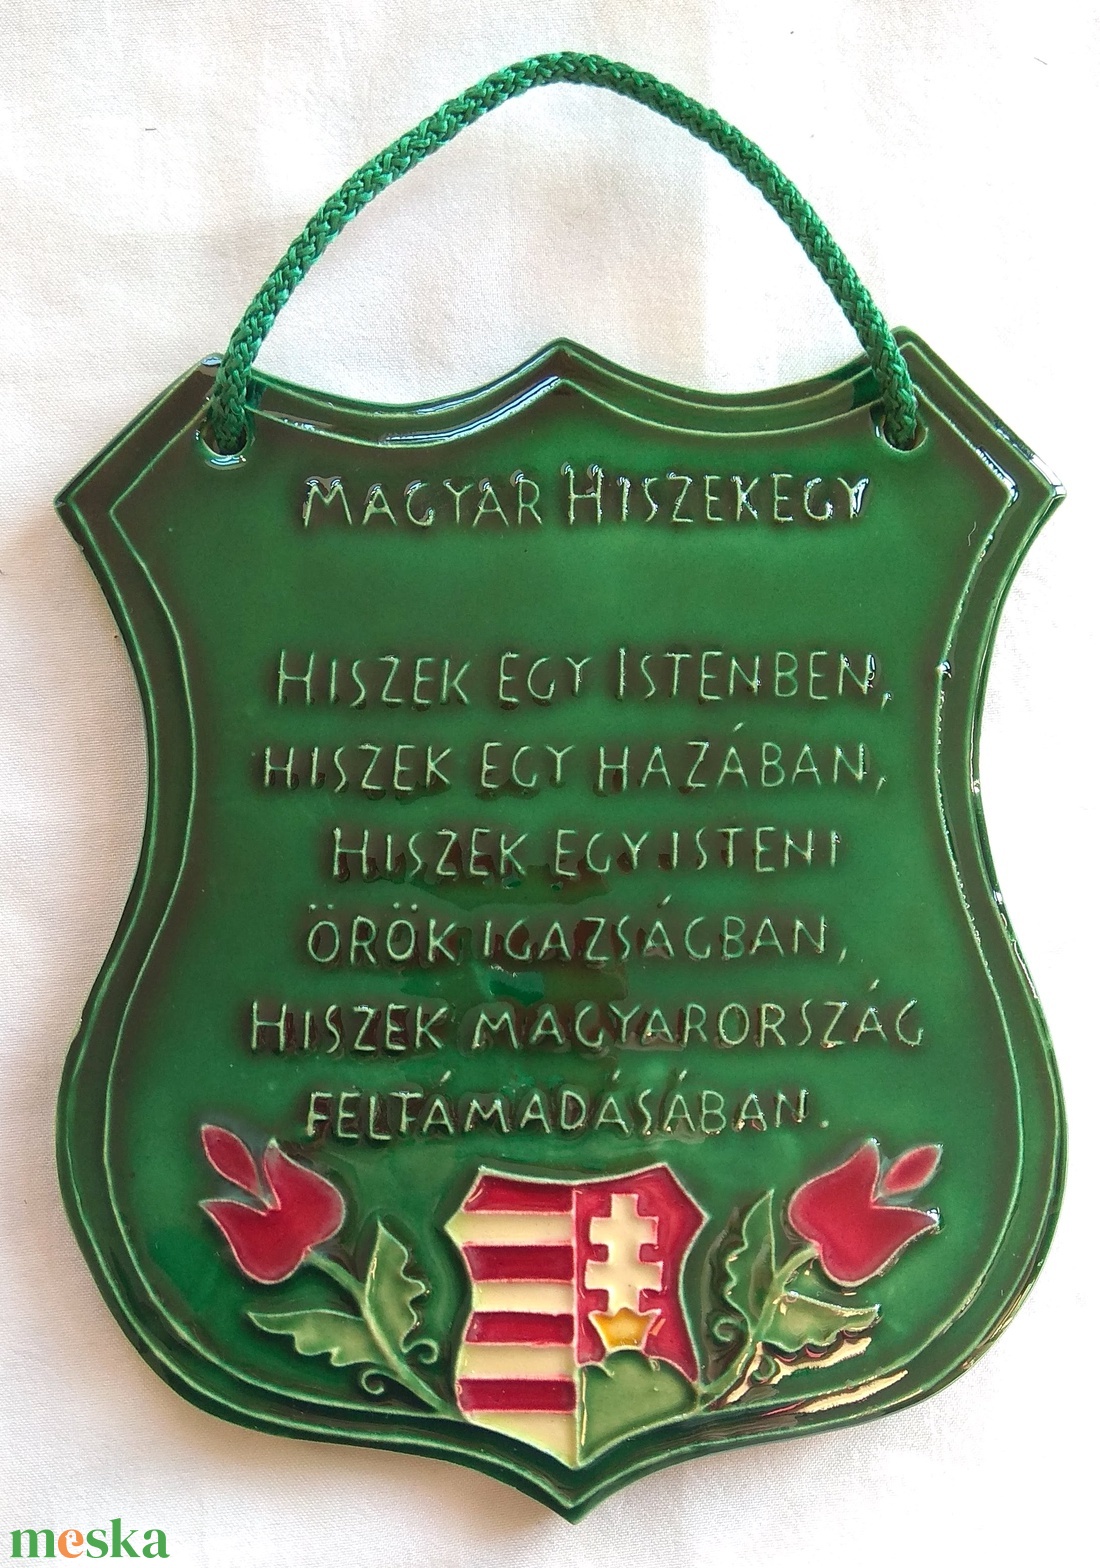 MAGYAR HISZEKEGY
HISZEK EGY ISTENBEN,
HISZEK EGY HAZÁBAN,
HISZEK EGY ISTENI
ÖRÖK IGAZSÁGBAN,
HISZEK MAGYARORSZÁG
FELTÁMADÁSÁBAN.
meska